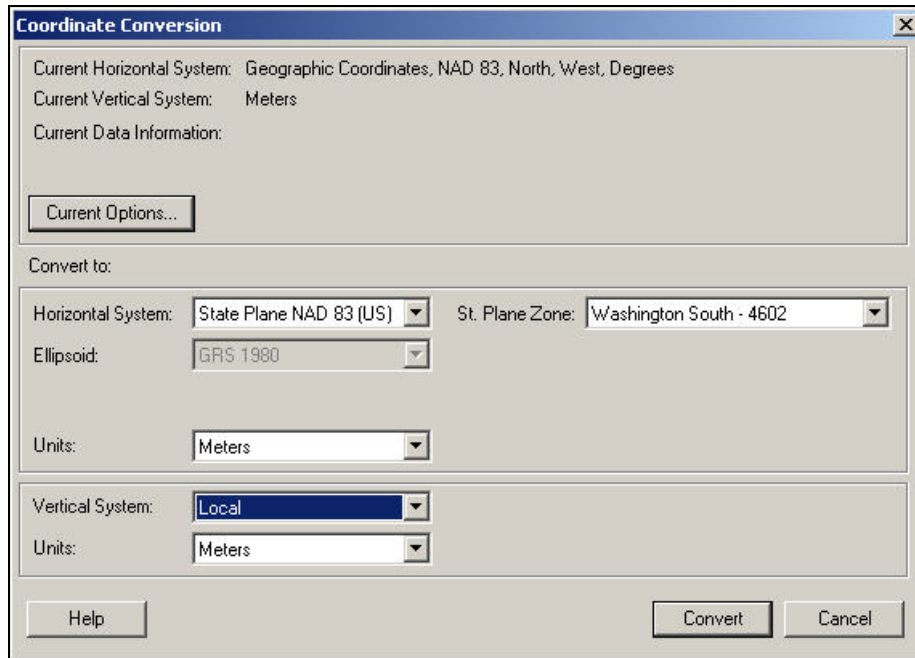 Coordinate Conversion
Current Horizontal System: Geographic Coordinates, NAD 83, North, West, Degrees
Current Vertical System: Meters
Current Data Information:
Current Options...
Convert to:
Horizontal System: State Plane NAD 83 (US) St. Plane Zone: Washington South - 4602
Ellipsoid: GRS 1980
Units: Meters
Vertical System: Local
Units: Meters
Help Convert Cancel